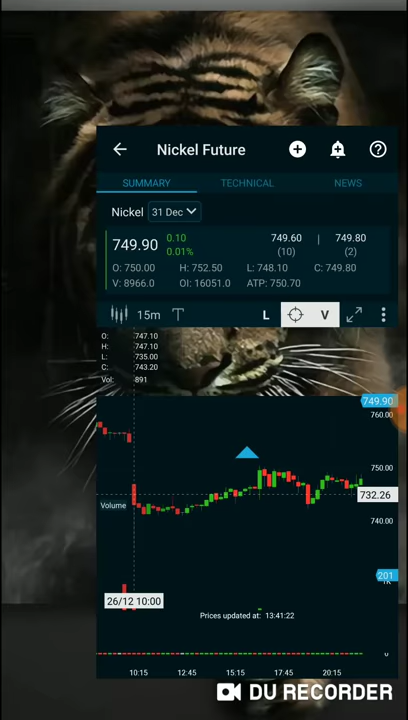 Nickel Future
SUMMARY TECHNICAL NEWS
Nickel 31 Dec
749.90 0.10 0.01% 749.60 (10) | 749.80 (2)
O: 750.00 H: 752.50 L: 748.10 C: 749.80
V: 8966.0 OI: 16051.0 ATP: 750.70
15m T L V
O: 747.10
H: 747.10
L: 735.00
C: 743.20
Vol: 891
749.90
760.00
750.00
732.26
Volume
740.00
201
1K
26/12 10:00
Prices updated at: 13:41:22
0
10:15 12:45 15:15 17:45 20:15
DU RECORDER